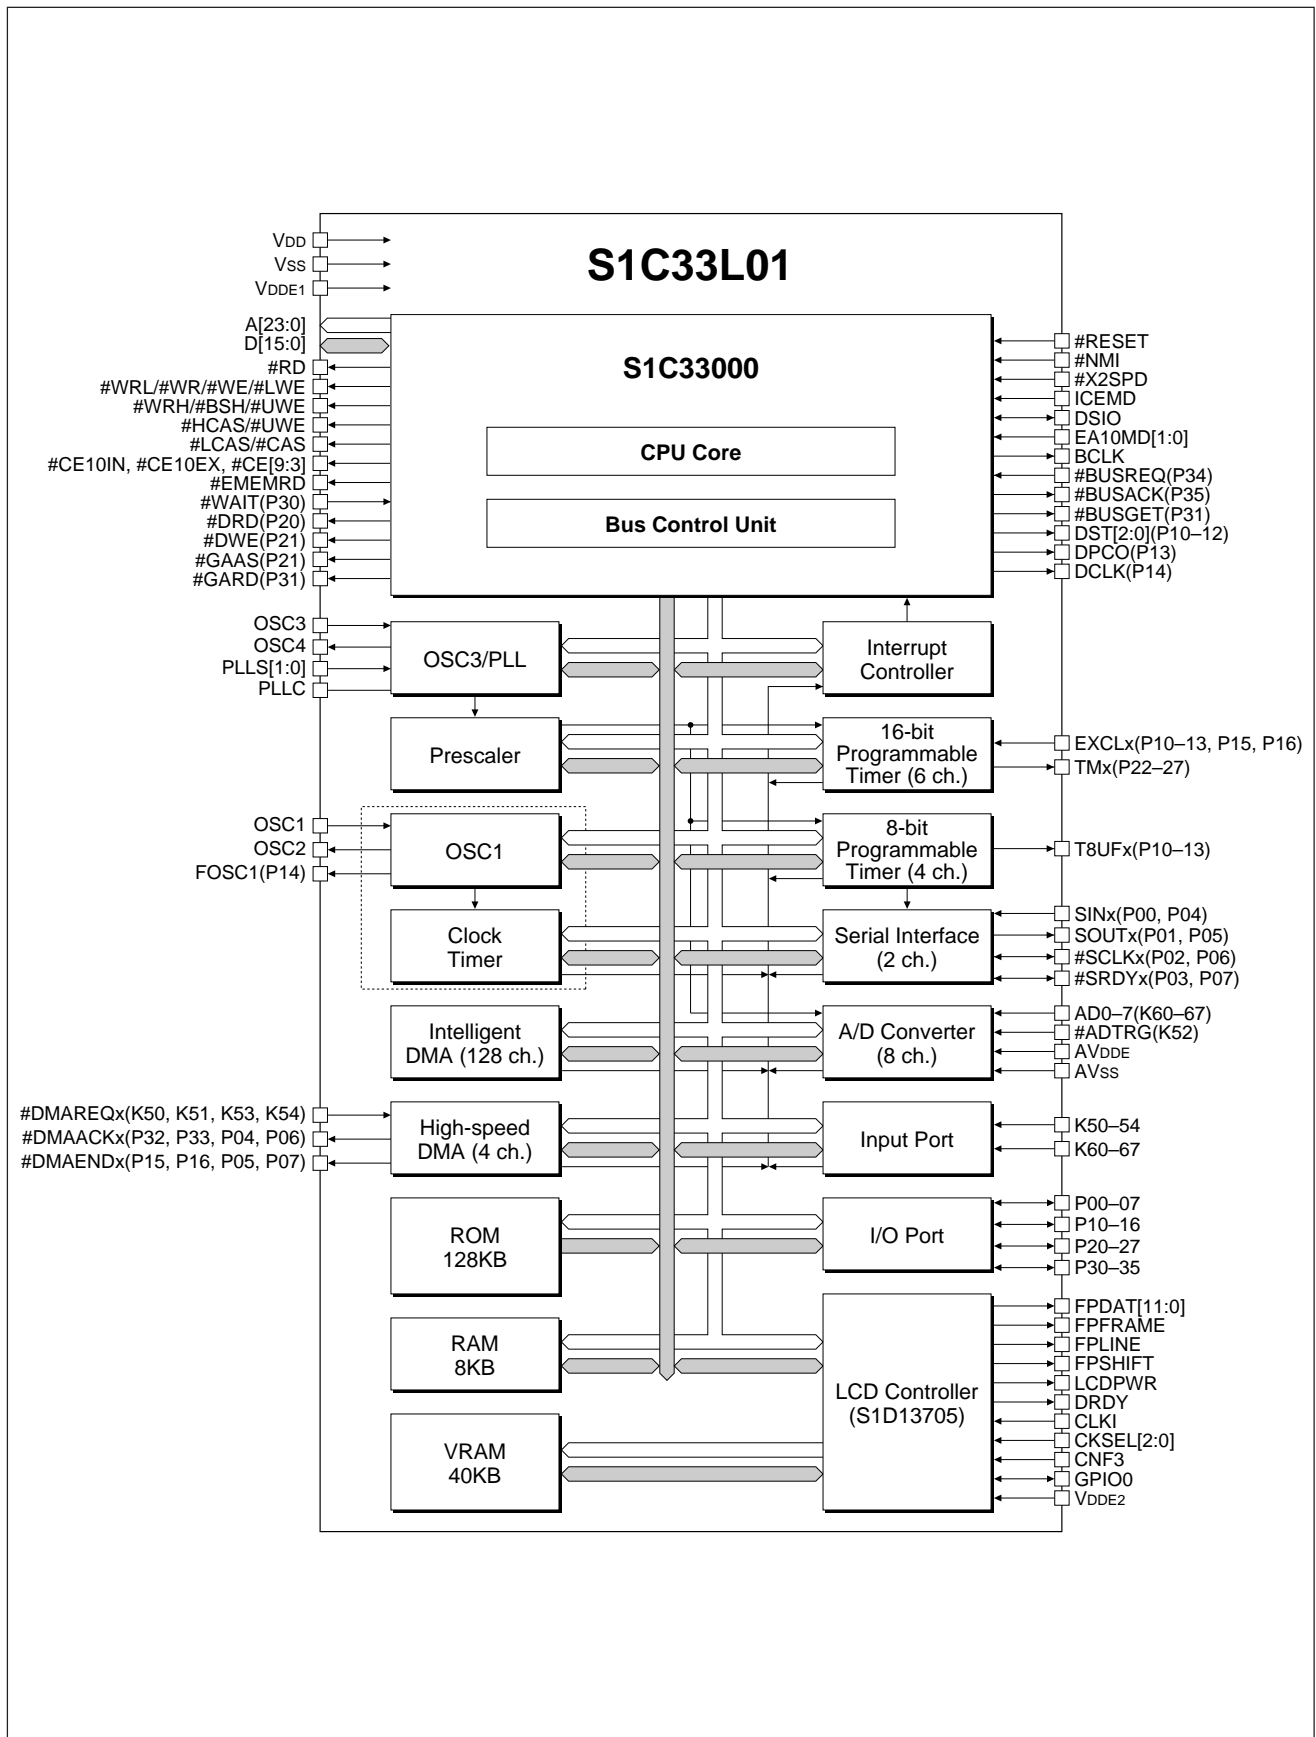 S1C33L01
VDD
VSS
VDDE1
A[23:0]
D[15:0]
#RD
#WRL/#WR/#WE/#LWE
#WRH/#BSH/#UWE
#HCAS/#UWE
#LCAS/#CAS
#CE10IN, #CE10EX, #CE[9:3]
#EMEMRD
#WAIT(P30)
#DRD(P20)
#DWE(P21)
#GAAS(P21)
#GARD(P31)
S1C33000
CPU Core
Bus Control Unit
#RESET
#NMI
#X2SPD
ICEMD
DSIO
EA10MD[1:0]
BCLK
#BUSREQ(P34)
#BUSACK(P35)
#BUSGET(P31)
DST[2:0](P10–12)
DPCO(P13)
DCLK(P14)
OSC3
OSC4
PLLS[1:0]
PLLC
OSC3/PLL
Interrupt
Controller
Prescaler
16-bit
Programmable
Timer (6 ch.)
EXCLx(P10–13, P15, P16)
TMx(P22–27)
OSC1
OSC2
FOSC1(P14)
OSC1
8-bit
Programmable
Timer (4 ch.)
T8UFx(P10–13)
Clock
Timer
Serial Interface
(2 ch.)
SINx(P00, P04)
SOUTx(P01, P05)
#SCLKx(P02, P06)
#SRDYx(P03, P07)
Intelligent
DMA (128 ch.)
A/D Converter
(8 ch.)
AD0–7(K60–67)
#ADTRG(K52)
AVDDE
AVSS
#DMAREQx(K50, K51, K53, K54)
#DMAACKx(P32, P33, P04, P06)
#DMAENDx(P15, P16, P05, P07)
High-speed
DMA (4 ch.)
Input Port
K50–54
K60–67
ROM
128KB
I/O Port
P00–07
P10–16
P20–27
P30–35
RAM
8KB
VRAM
40KB
LCD Controller
(S1D13705)
FPDAT[11:0]
FPFRAME
FPLINE
FPSHIFT
LCDPWR
DRDY
CLKI
CKSEL[2:0]
CNF3
GPIO0
VDDE2